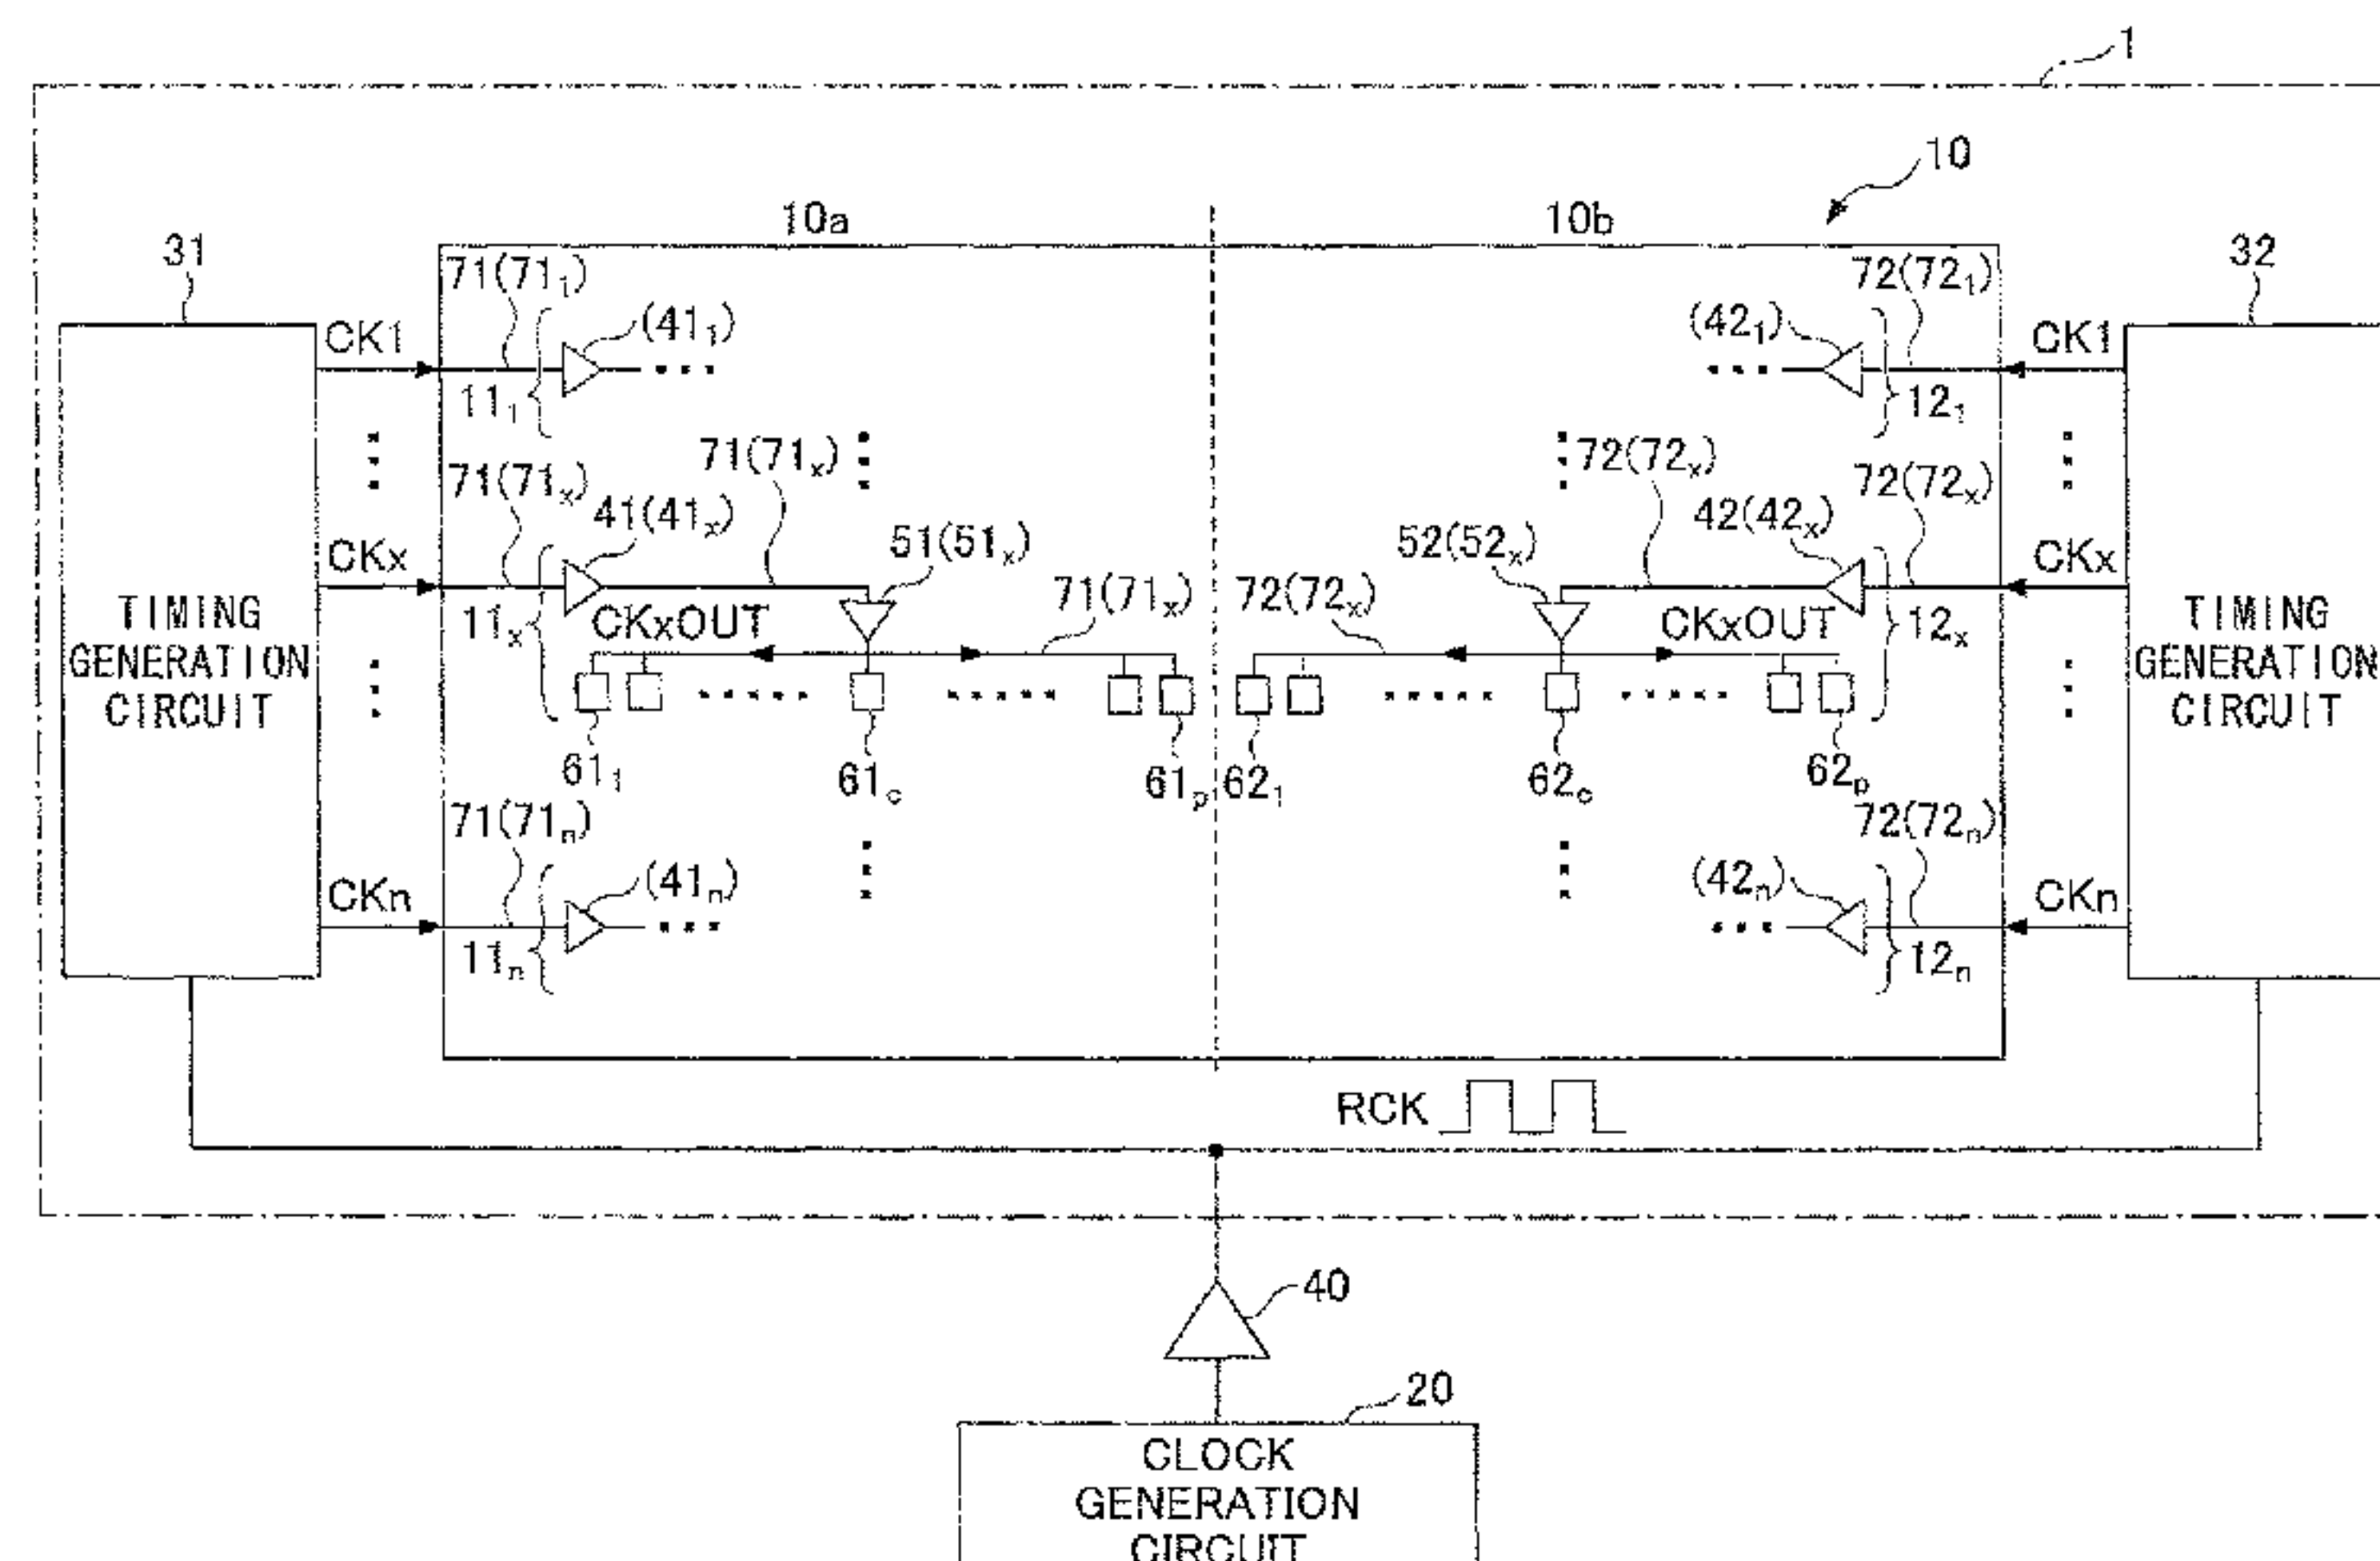 1
10
10a 10b
31 32
71(71₁) 72(72₁)
CK1 (41₁) (42₁) CK1
11₁ 12₁
71(71ₓ) 71(71ₓ) 72(72ₓ) 72(72ₓ)
41(41ₓ) 42(42ₓ)
CKx 51(51ₓ) 52(52ₓ) CKx
TIMING GENERATION CIRCUIT
11ₓ CKxOUT 71(71ₓ) 72(72ₓ) CKxOUT 12ₓ
TIMING GENERATION CIRCUIT
61₁ 61c 61p 62₁ 62c 62p
71(71n) 72(72n)
CKn (41n) (42n) CKn
11n 12n
RCK
40
20
CLOCK
GENERATION
CIRCUIT